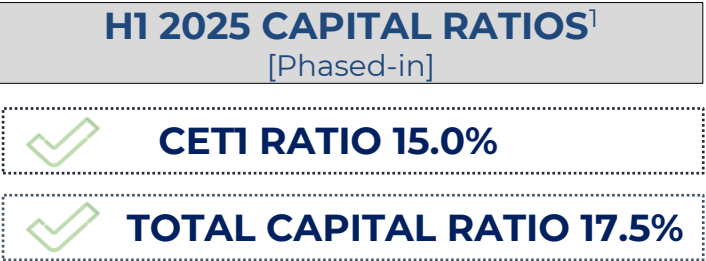 H1 2025 CAPITAL RATIOS¹
[Phased-in]
CET1 RATIO 15.0%
TOTAL CAPITAL RATIO 17.5%